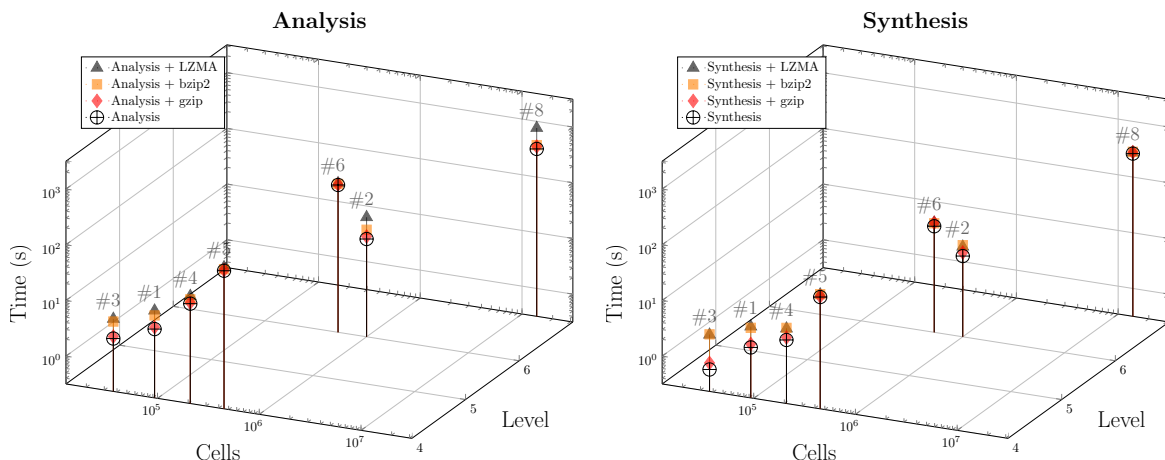 Analysis
Analysis + LZMA
Analysis + bzip2
Analysis + gzip
Analysis
#8
#6
#2
#5
#4
#1
#3
10³
10²
10¹
10⁰
Time (s)
10⁵
10⁶
10⁷
Cells
4
5
6
Level
Synthesis
Synthesis + LZMA
Synthesis + bzip2
Synthesis + gzip
Synthesis
#8
#6
#2
#5
#4
#1
#3
10³
10²
10¹
10⁰
Time (s)
10⁵
10⁶
10⁷
Cells
4
5
6
Level